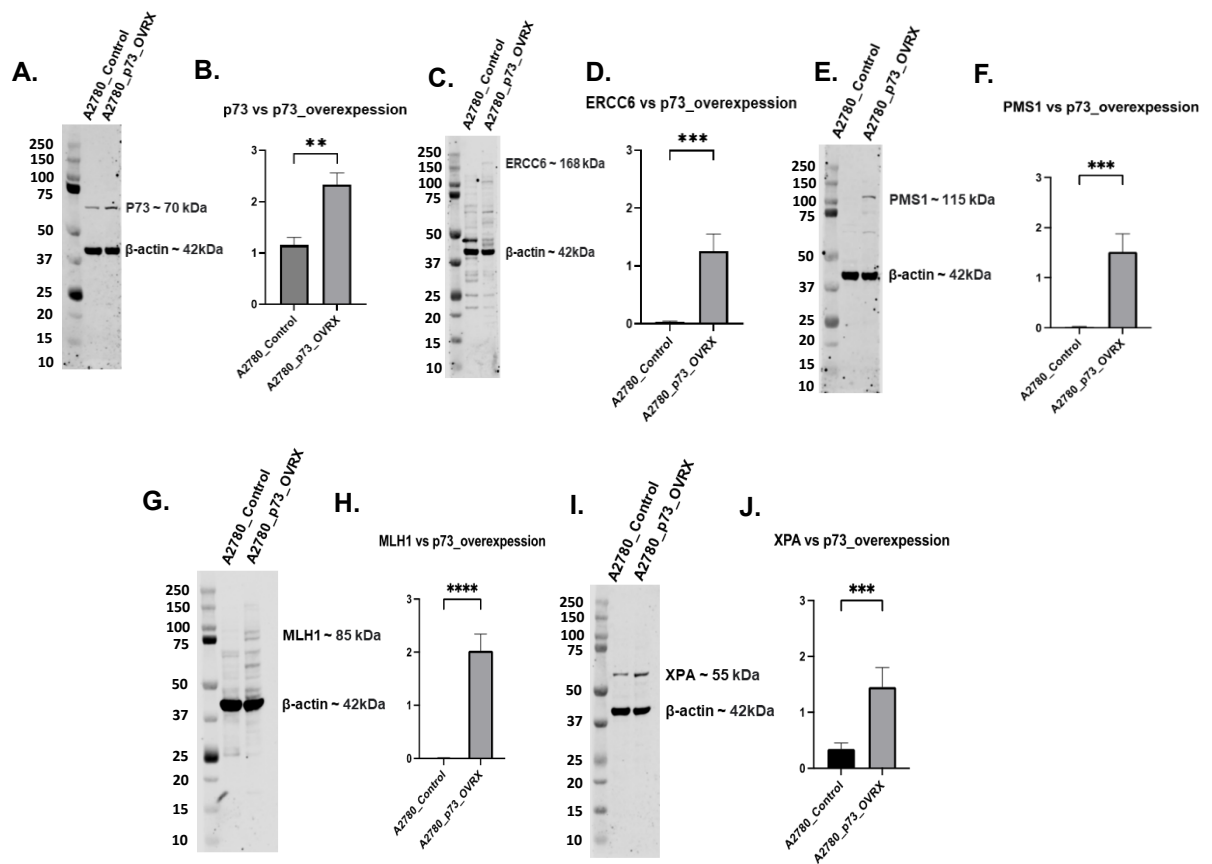 A.
A2780_Control
A2780_p73_OVRX
250
150
100
75
50
37
25
20
15
10
P73 ~ 70 kDa
β-actin ~ 42kDa
B.
p73 vs p73_overexpession
**
3
2
1
0
A2780_Control
A2780_p73_OVRX
C.
A2780_Control
A2780_p73_OVRX
250
150
100
75
50
37
25
20
15
10
ERCC6 ~ 168 kDa
β-actin ~ 42kDa
D.
ERCC6 vs p73_overexpession
***
3
2
1
0
A2780_Control
A2780_p73_OVRX
E.
A2780_Control
A2780_p73_OVRX
250
150
100
75
50
37
25
20
15
10
PMS1 ~ 115 kDa
β-actin ~ 42kDa
F.
PMS1 vs p73_overexpession
***
3
2
1
0
A2780_Control
A2780_p73_OVRX
G.
A2780_Control
A2780_p73_OVRX
250
150
100
75
50
37
25
20
15
10
MLH1 ~ 85 kDa
β-actin ~ 42kDa
H.
MLH1 vs p73_overexpession
****
3
2
1
0
A2780_Control
A2780_p73_OVRX
I.
A2780_Control
A2780_p73_OVRX
250
150
100
75
50
37
25
20
15
10
XPA ~ 55 kDa
β-actin ~ 42kDa
J.
XPA vs p73_overexpession
***
3
2
1
0
A2780_Control
A2780_p73_OVRX